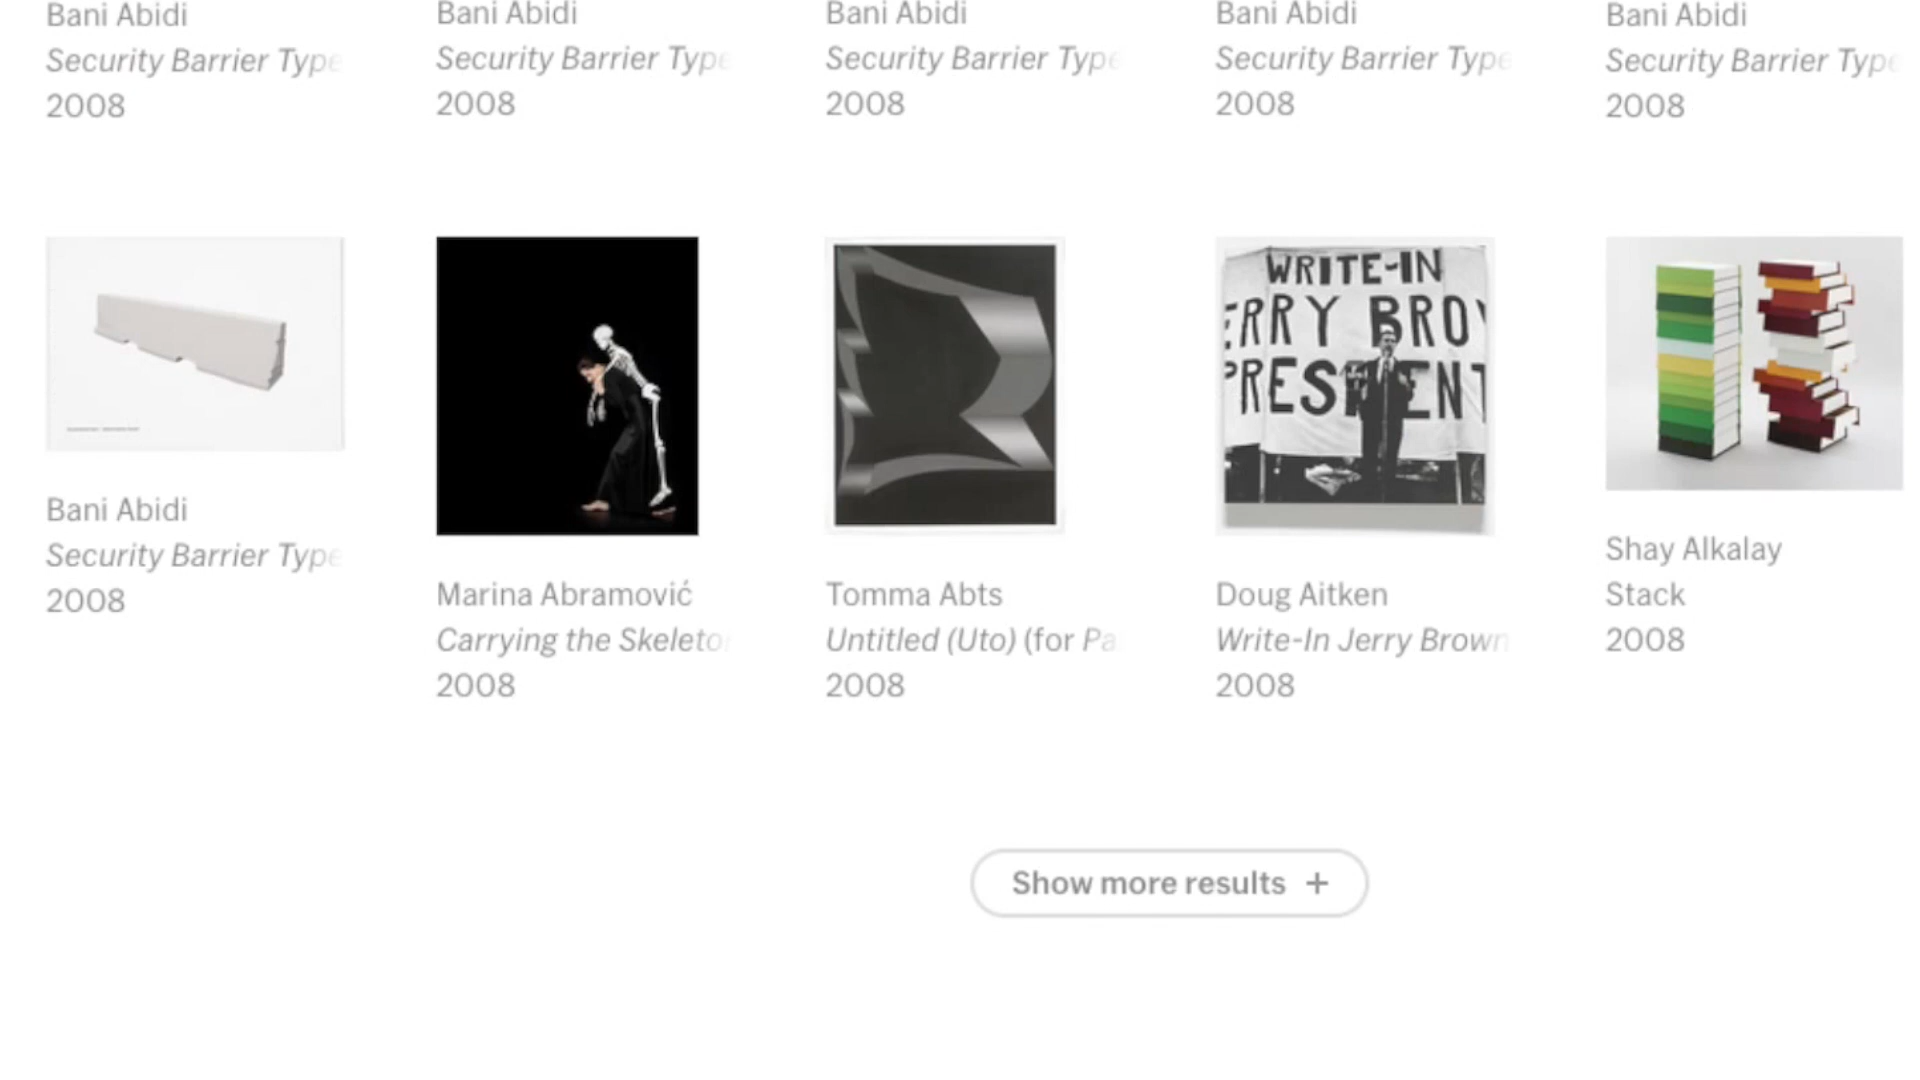 Bani Abidi
Security Barrier Type
2008
Bani Abidi
Security Barrier Type
2008
Bani Abidi
Security Barrier Type
2008
Bani Abidi
Security Barrier Type
2008
Bani Abidi
Security Barrier Type
2008
WRITE-IN
ERRY BRO
PRESIDENT
Bani Abidi
Security Barrier Type
2008
Marina Abramović
Carrying the Skeleto
2008
Tomma Abts
Untitled (Uto) (for Pa
2008
Doug Aitken
Write-In Jerry Brown
2008
Shay Alkalay
Stack
2008
Show more results +